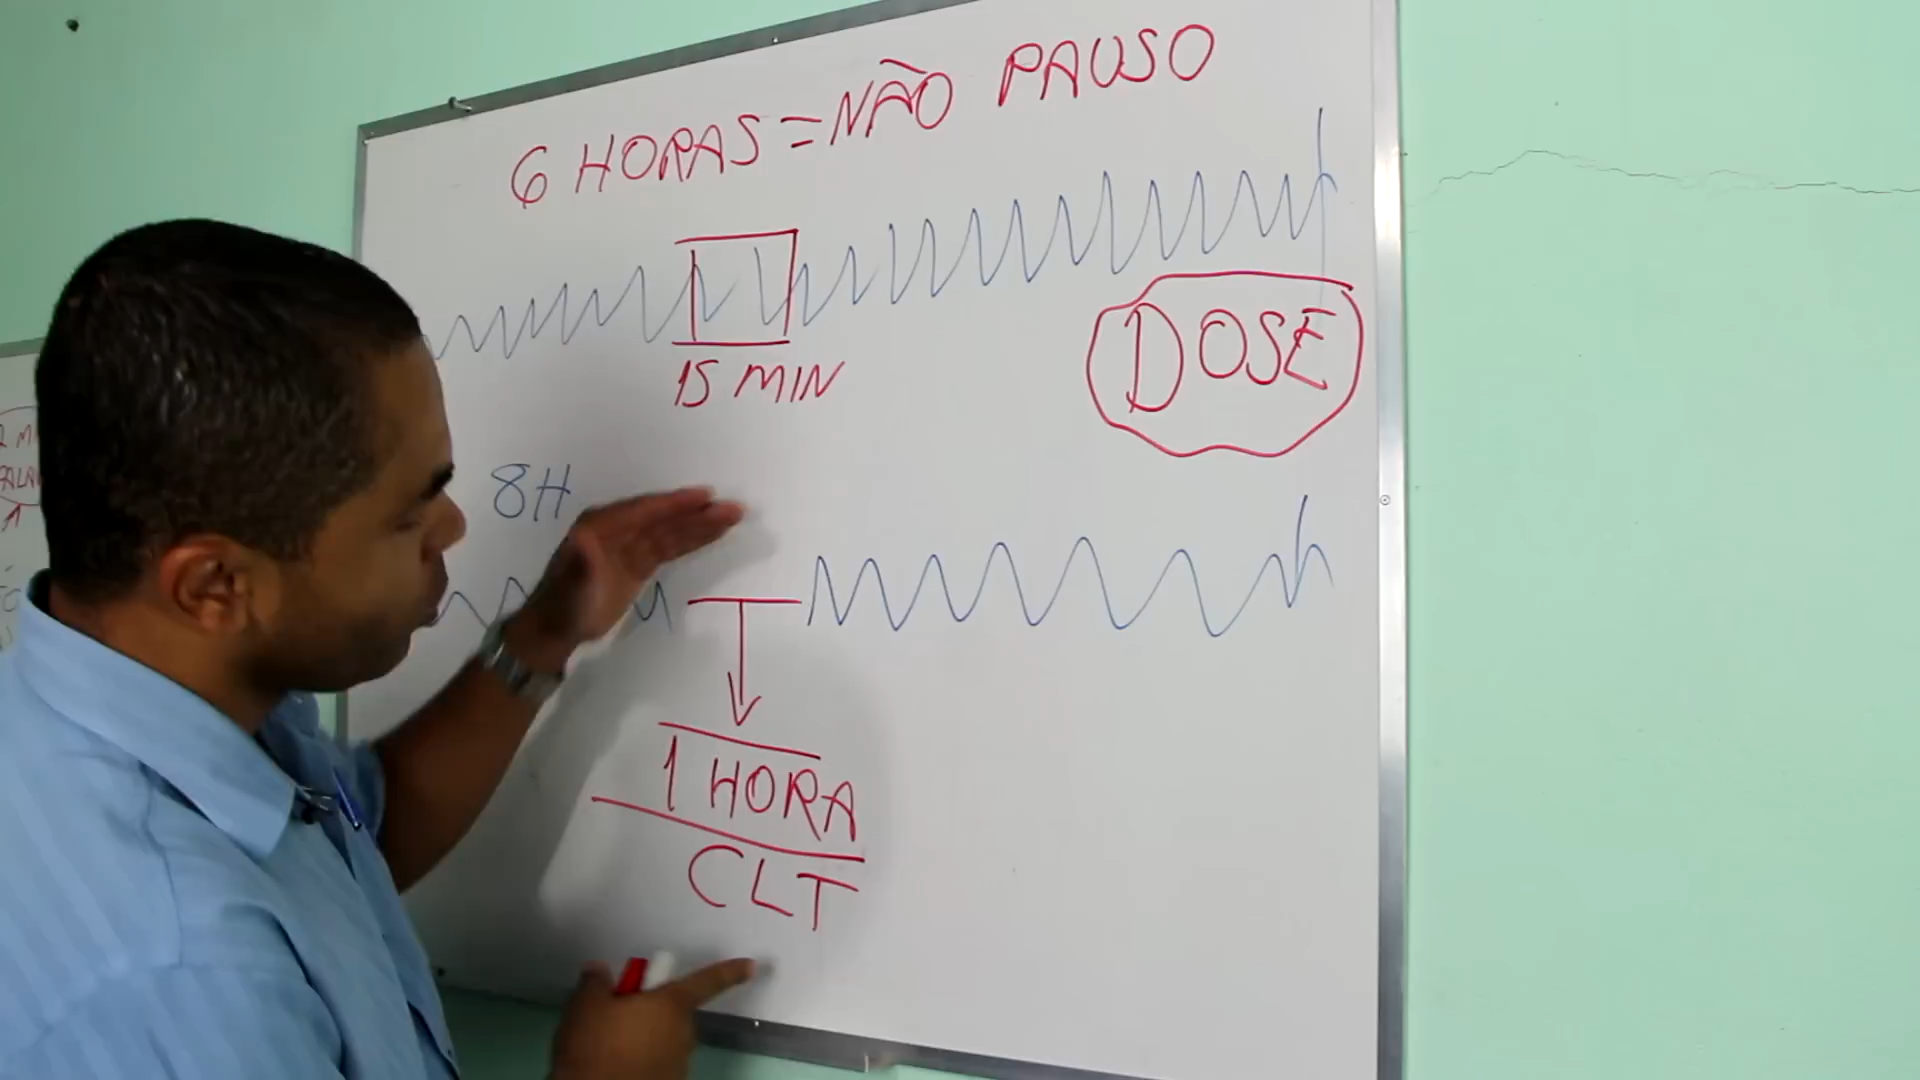 6 HORAS = NÃO PAUSO
15 MIN
DOSE
8H
1 HORA
CLT